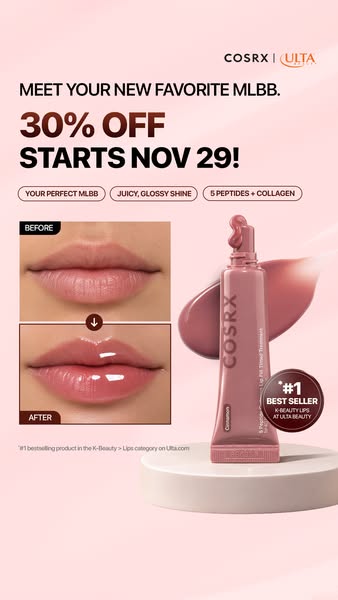 COSRX | ULTA
BEAUTY
MEET YOUR NEW FAVORITE MLBB.
30% OFF
STARTS NOV 29!
YOUR PERFECT MLBB
JUICY, GLOSSY SHINE
5 PEPTIDES + COLLAGEN
BEFORE
AFTER
COSRX
Cinnamon
*#1
BEST SELLER
K-BEAUTY LIPS
AT ULTA BEAUTY
*#1 bestselling product in the K-Beauty > Lips category on Ulta.com